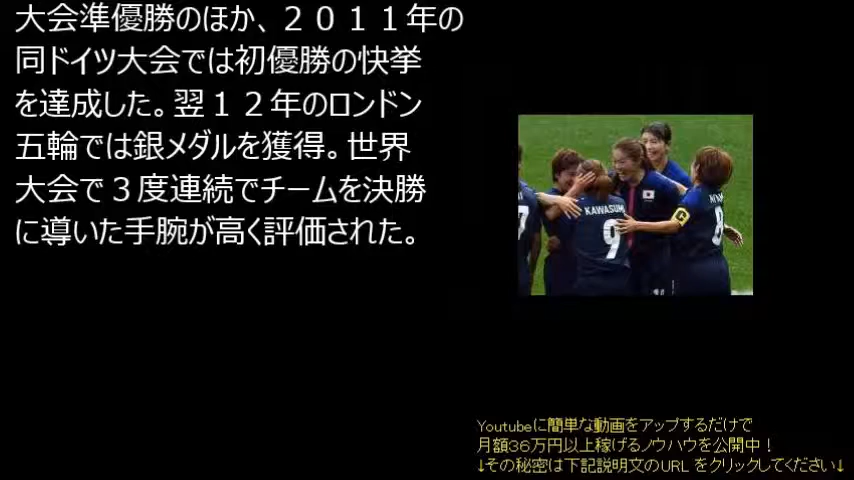 大会準優勝のほか、２０１１年の
同ドイツ大会では初優勝の快挙
を達成した。翌１２年のロンドン
五輪では銀メダルを獲得。世界
大会で３度連続でチームを決勝
に導いた手腕が高く評価された。
KAWASUMI
9
8
Youtubeに簡単な動画をアップするだけで
月額36万円以上稼げるノウハウを公開中！
↓その秘密は下記説明文のURL をクリックしてください↓